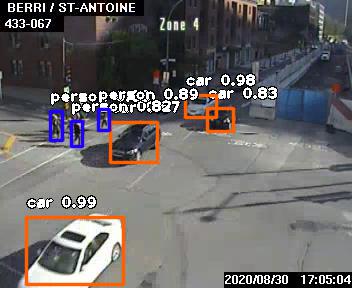 BERRI / ST-ANTOINE
433-067
Zone 4
car 0.98
person 0.89
car 0.83
car 0.99
2020/08/30 17:05:04